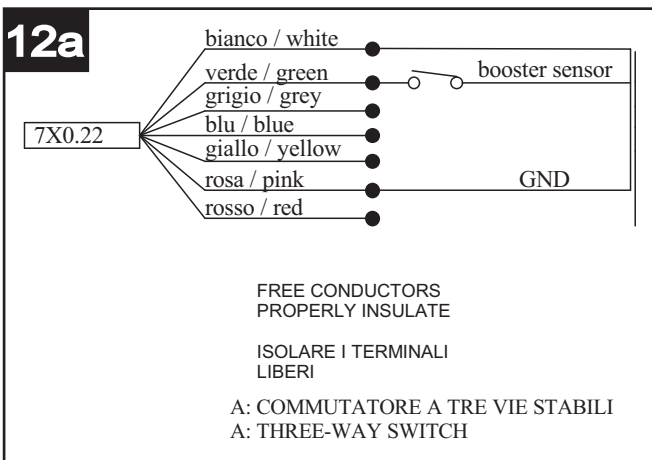 12a
bianco / white
verde / green
booster sensor
grigio / grey
blu / blue
7X0.22
giallo / yellow
rosa / pink
GND
rosso / red
FREE CONDUCTORS
PROPERLY INSULATE
ISOLARE I TERMINALI
LIBERI
A: COMMUTATORE A TRE VIE STABILI
A: THREE-WAY SWITCH